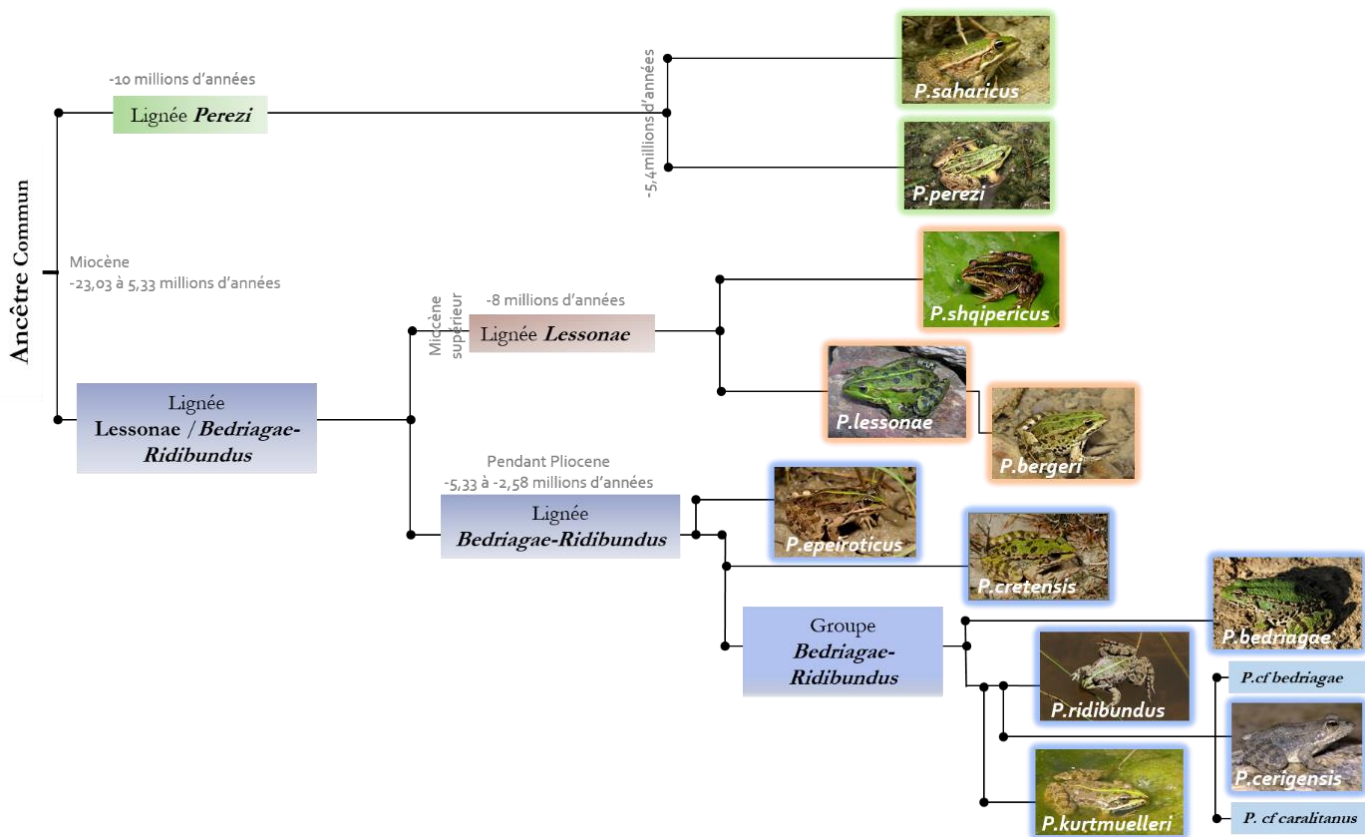 Ancêtre Commun
Miocène
-23,03 à 5,33 millions d'années
-10 millions d'années
Lignée Perezi
-5,4millions d'années
P.saharicus
P.perezi
Lignée
Lessonae /Bedriagae-
Ridibundus
Miocène
supérieur
-8 millions d'années
Lignée Lessonae
P.shqipericus
P.lessonae
P.bergeri
Pendant Pliocene
-5,33 à -2,58 millions d'années
Lignée
Bedriagae-Ridibundus
P.epeiroticus
P.cretensis
Groupe
Bedriagae-
Ridibundus
P.bedriagae
P.ridibundus
P.cf bedriagae
P.cerigensis
P. cf caralitanus
P.kurtmuelleri